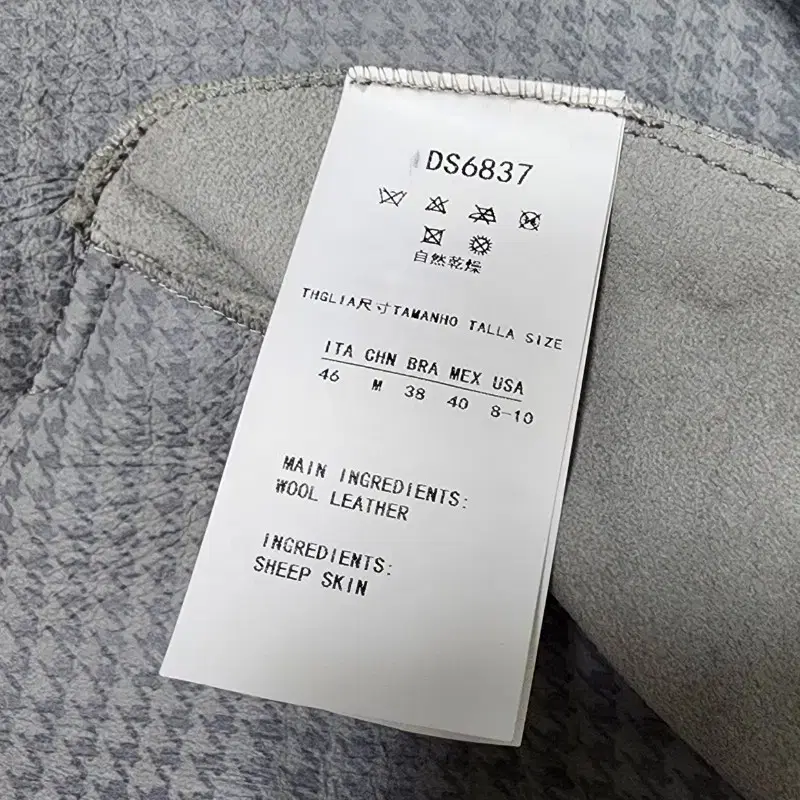 DS6837
自然乾燥
THGLIA尺寸TAMANHO TALLA SIZE
ITA CHN BRA MEX USA
46 M 38 40 8-10
MAIN INGREDIENTS:
WOOL LEATHER
INGREDIENTS:
SHEEP SKIN